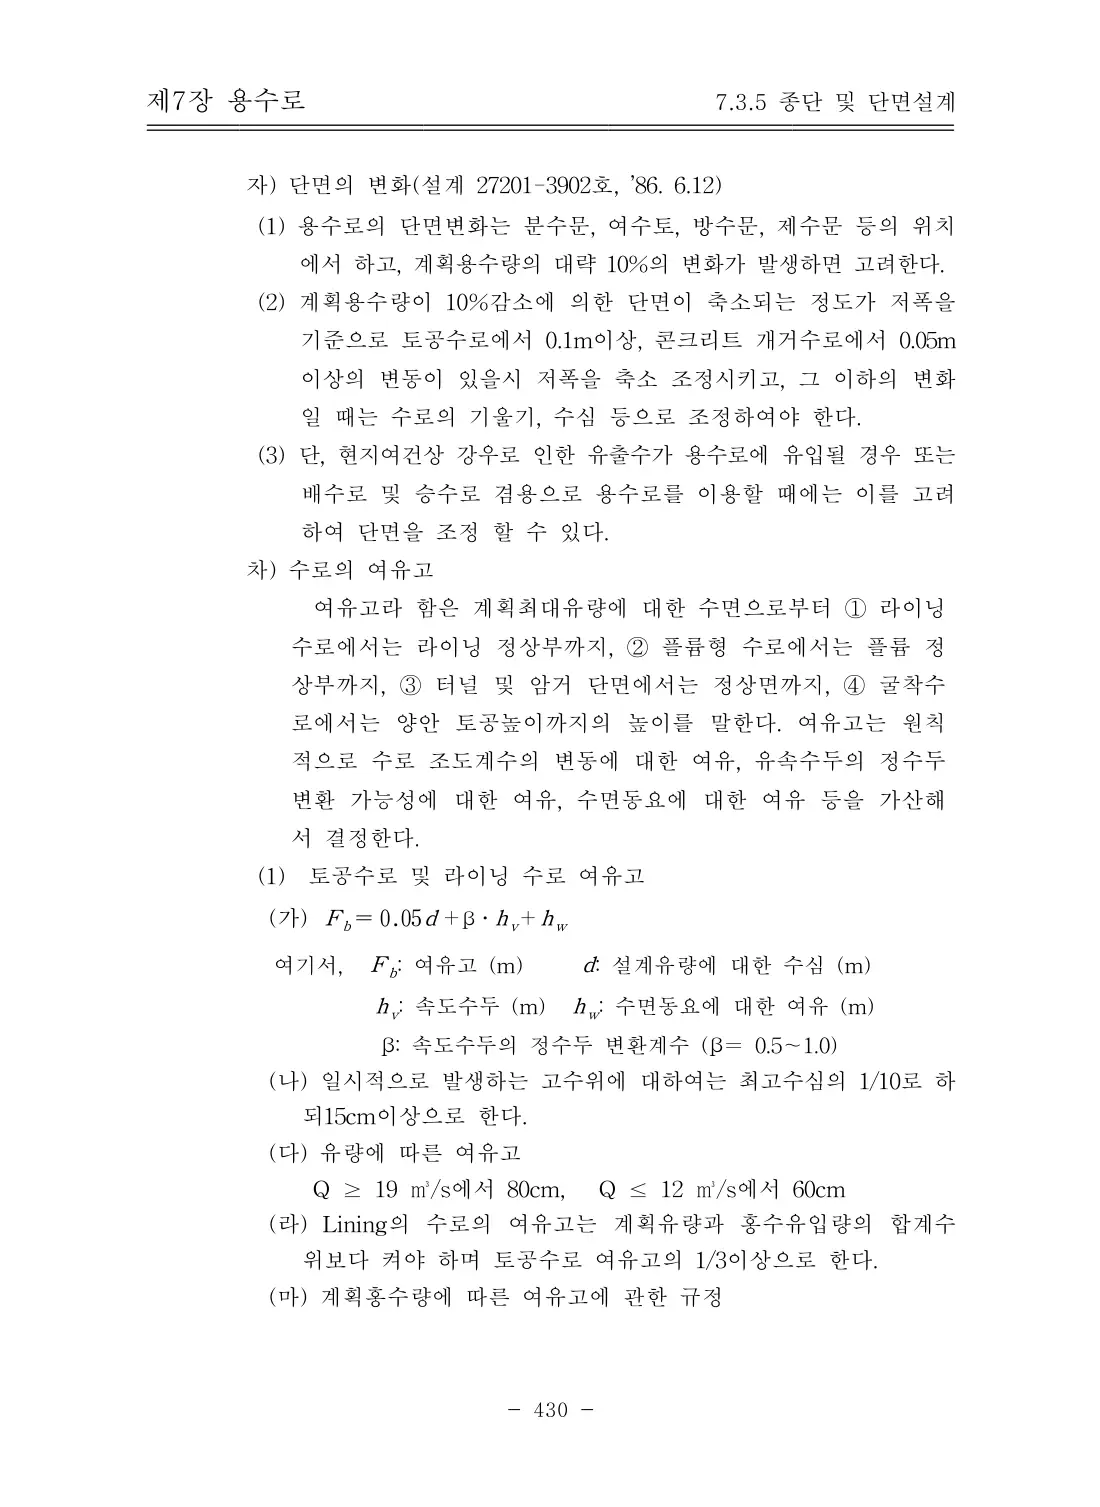 제7장 용수로
7.3.5 종단 및 단면설계
자) 단면의 변화(설계 27201-3902호, ’86. 6.12)
(1) 용수로의 단면변화는 분수문, 여수토, 방수문, 제수문 등의 위치
에서 하고, 계획용수량의 대략 10%의 변화가 발생하면 고려한다.
(2) 계획용수량이 10%감소에 의한 단면이 축소되는 정도가 저폭을
기준으로 토공수로에서 0.1m이상, 콘크리트 개거수로에서 0.05m
이상의 변동이 있을시 저폭을 축소 조정시키고, 그 이하의 변화
일 때는 수로의 기울기, 수심 등으로 조정하여야 한다.
(3) 단, 현지여건상 강우로 인한 유출수가 용수로에 유입될 경우 또는
배수로 및 승수로 겸용으로 용수로를 이용할 때에는 이를 고려
하여 단면을 조정 할 수 있다.
차) 수로의 여유고
여유고라 함은 계획최대유량에 대한 수면으로부터 ① 라이닝
수로에서는 라이닝 정상부까지, ② 플륨형 수로에서는 플륨 정
상부까지, ③ 터널 및 암거 단면에서는 정상면까지, ④ 굴착수
로에서는 양안 토공높이까지의 높이를 말한다. 여유고는 원칙
적으로 수로 조도계수의 변동에 대한 여유, 유속수두의 정수두
변환 가능성에 대한 여유, 수면동요에 대한 여유 등을 가산해
서 결정한다.
(1) 토공수로 및 라이닝 수로 여유고
(가) F_b = 0.05d + β · h_v + h_w
여기서, F_b: 여유고 (m) d: 설계유량에 대한 수심 (m)
h_v: 속도수두 (m) h_w: 수면동요에 대한 여유 (m)
β: 속도수두의 정수두 변환계수 (β= 0.5～1.0)
(나) 일시적으로 발생하는 고수위에 대하여는 최고수심의 1/10로 하
되15cm이상으로 한다.
(다) 유량에 따른 여유고
Q ≥ 19 ㎥/s에서 80cm, Q ≤ 12 ㎥/s에서 60cm
(라) Lining의 수로의 여유고는 계획유량과 홍수유입량의 합계수
위보다 켜야 하며 토공수로 여유고의 1/3이상으로 한다.
(마) 계획홍수량에 따른 여유고에 관한 규정
- 430 -